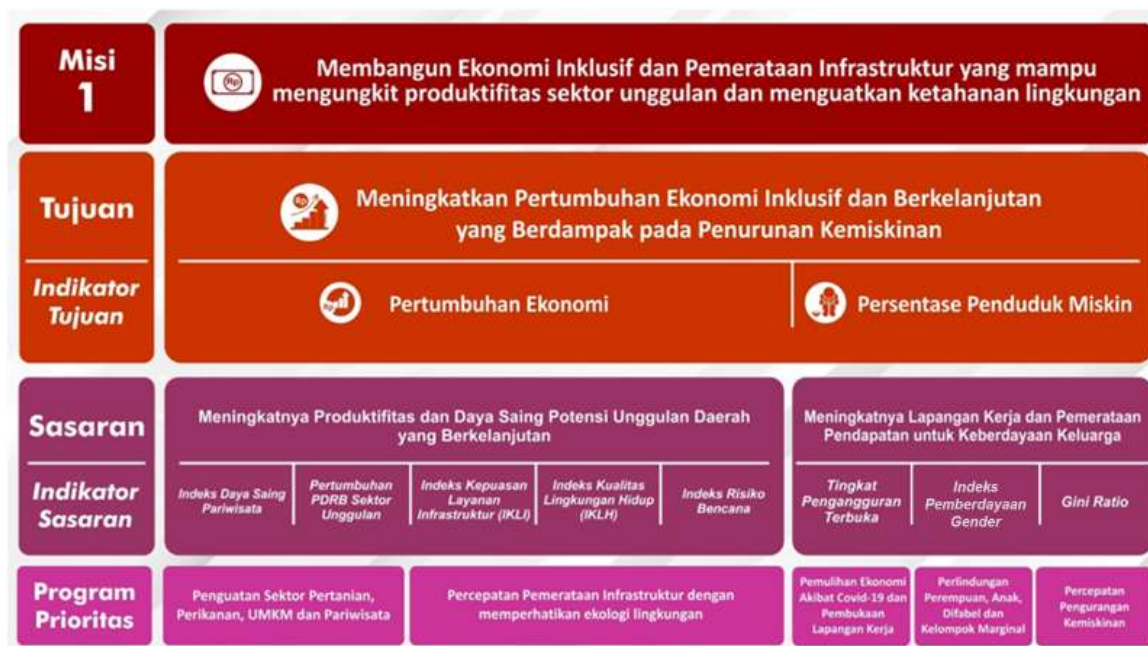 Misi
1
Membangun Ekonomi Inklusif dan Pemerataan Infrastruktur yang mampu
mengungkit produktifitas sektor unggulan dan menguatkan ketahanan lingkungan
Tujuan
Meningkatkan Pertumbuhan Ekonomi Inklusif dan Berkelanjutan
yang Berdampak pada Penurunan Kemiskinan
Indikator
Tujuan
Pertumbuhan Ekonomi
Persentase Penduduk Miskin
Sasaran
Meningkatnya Produktifitas dan Daya Saing Potensi Unggulan Daerah
yang Berkelanjutan
Meningkatnya Lapangan Kerja dan Pemerataan
Pendapatan untuk Keberdayaan Keluarga
Indikator
Sasaran
Indeks Daya Saing
Pariwisata
Pertumbuhan
PDRB Sektor
Unggulan
Indeks Kepuasan
Layanan
Infrastruktur (IKLI)
Indeks Kualitas
Lingkungan Hidup
(IKLH)
Indeks Risiko
Bencana
Tingkat
Pengangguran
Terbuka
Indeks
Pemberdayaan
Gender
Gini Ratio
Program
Prioritas
Penguatan Sektor Pertanian,
Perikanan, UMKM dan Pariwisata
Percepatan Pemerataan Infrastruktur dengan
memperhatikan ekologi lingkungan
Pemulihan Ekonomi
Akibat Covid-19 dan
Pembukaan
Lapangan Kerja
Perlindungan
Perempuan, Anak,
Difabel dan
Kelompok Marginal
Percepatan
Pengurangan
Kemiskinan